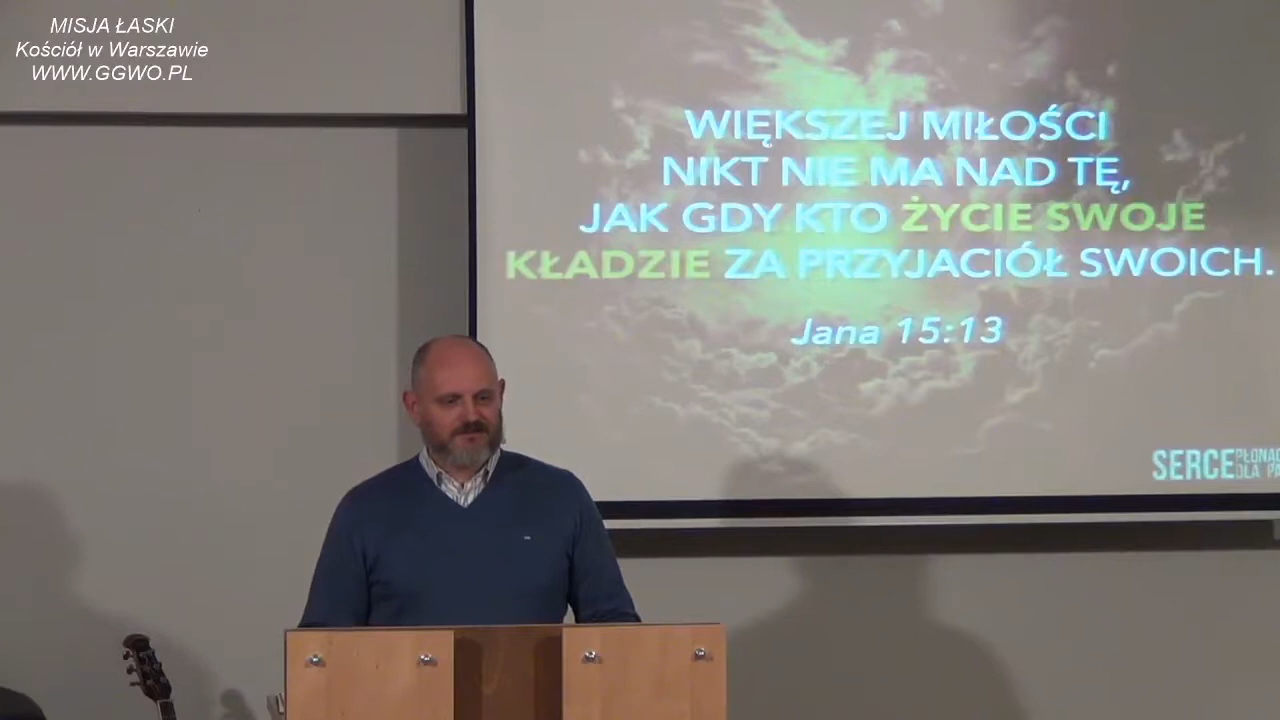 MISJA ŁASKI
Kościół w Warszawie
WWW.GGWO.PL
WIĘKSZEJ MIŁOŚCI
NIKT NIE MA NAD TĘ,
JAK GDY KTO ŻYCIE SWOJE
KŁADZIE ZA PRZYJACIÓŁ SWOICH.
Jana 15:13
SERCE
DLA